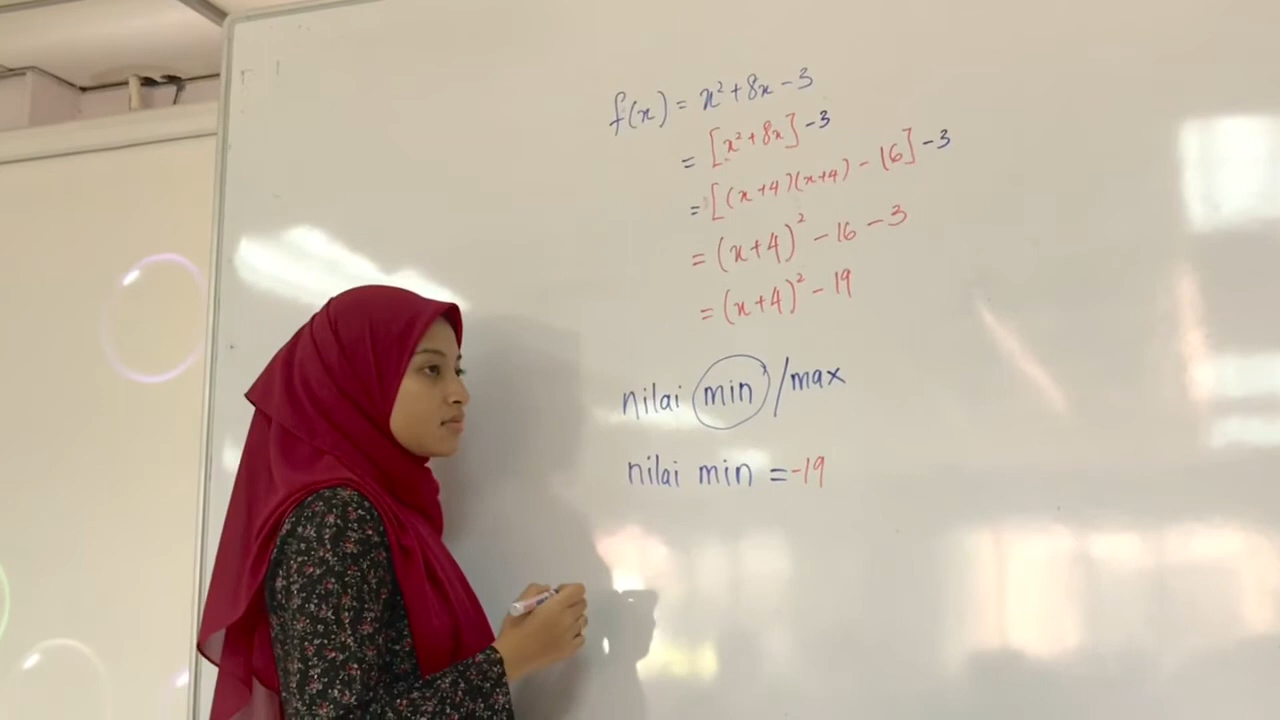 f(x) = x² + 8x - 3
= [x² + 8x] - 3
= [(x+4)(x+4) - 16] - 3
= (x+4)² - 16 - 3
= (x+4)² - 19
nilai min / max
nilai min = -19